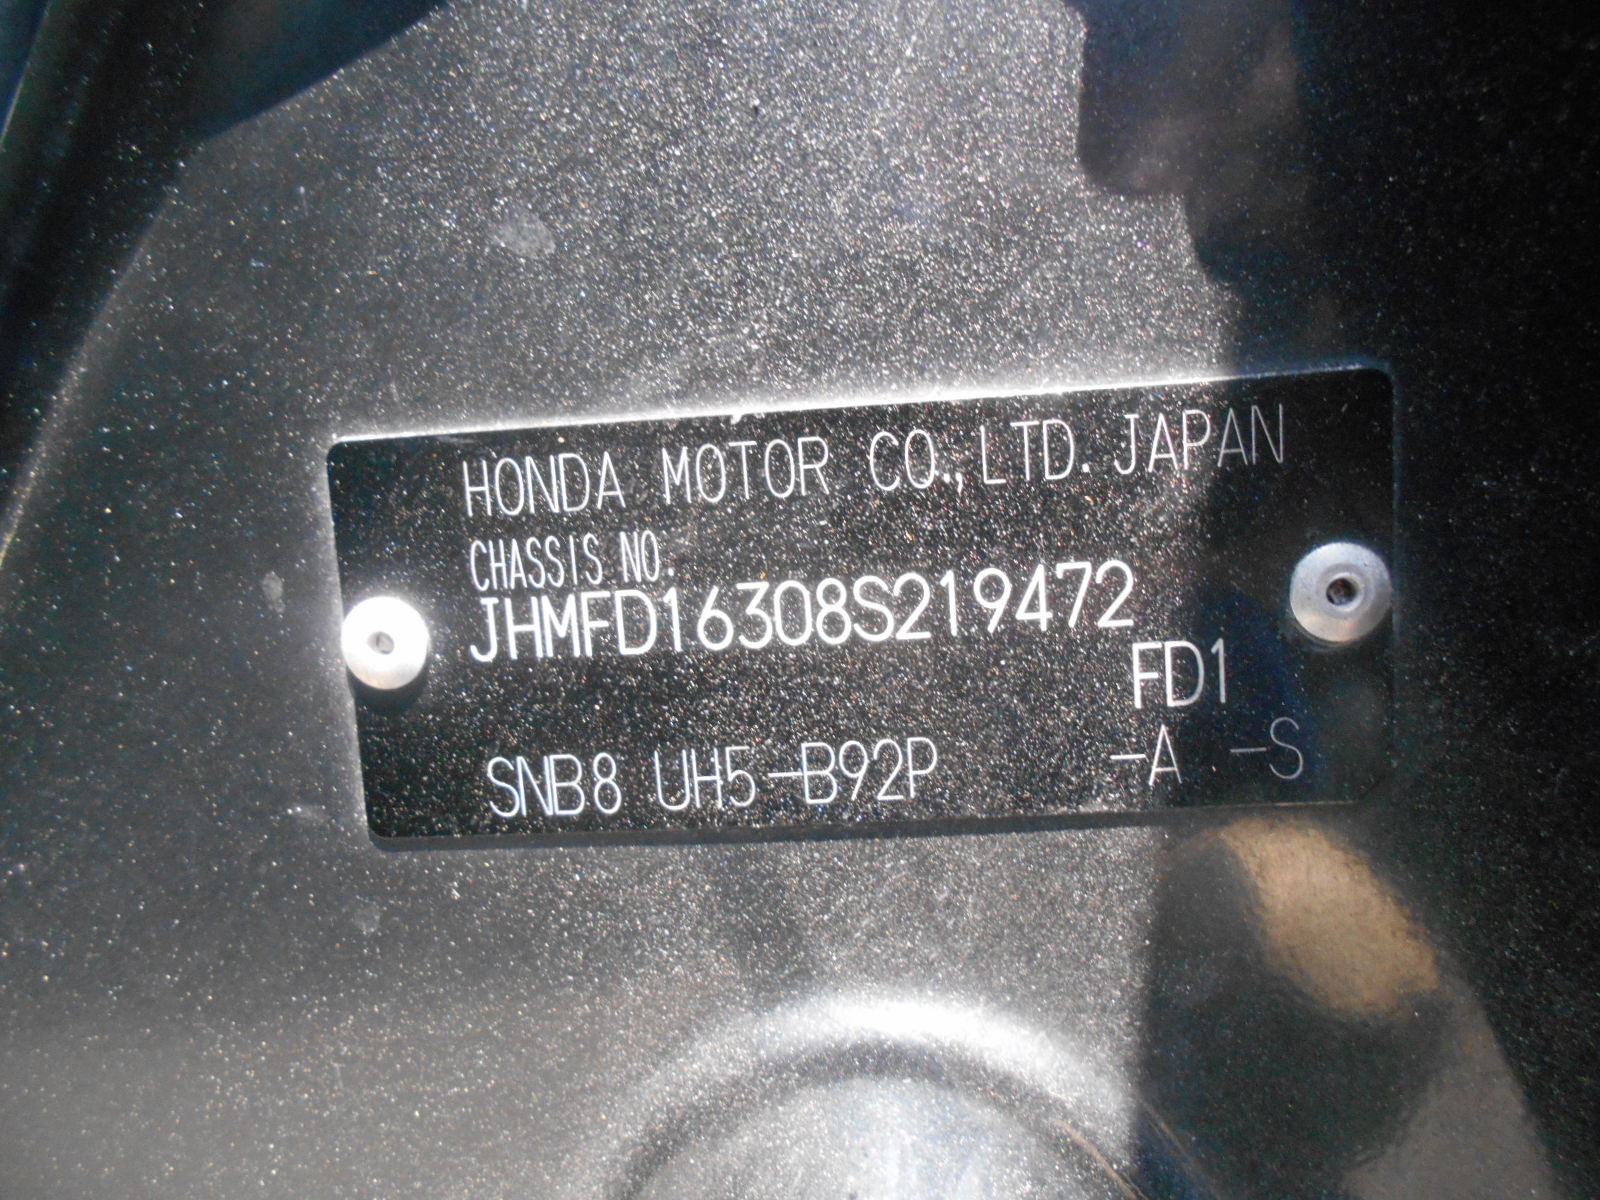 HONDA MOTOR CO.,LTD. JAPAN
CHASSIS NO.
JHMFD16308S219472
FD1
SNB8 UH5-B92P -A -S